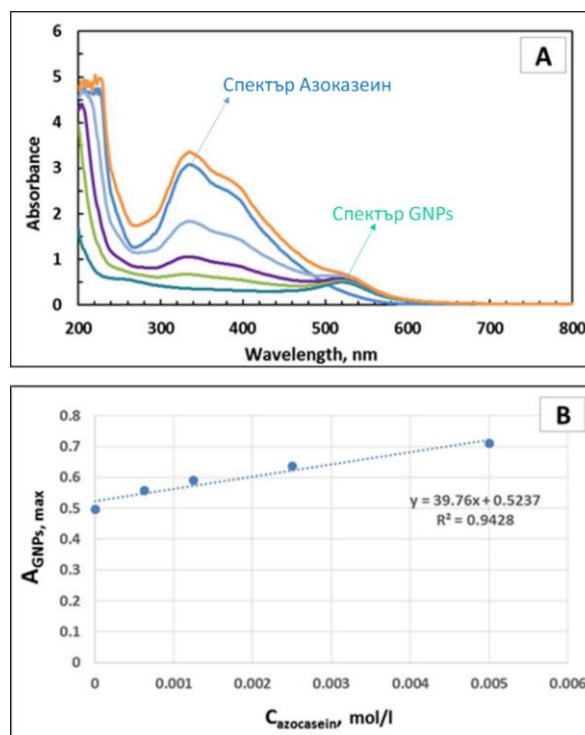 A
6
5
4
3
2
1
0
Absorbance
Спектър Азоказеин
Спектър GNPs
200 300 400 500 600 700 800
Wavelength, nm
B
0.8
0.7
0.6
0.5
0.4
0.3
0.2
0.1
0
A GNPs, max
y = 39.76x + 0.5237
R² = 0.9428
0 0.001 0.002 0.003 0.004 0.005 0.006
C azocasein, mol/l